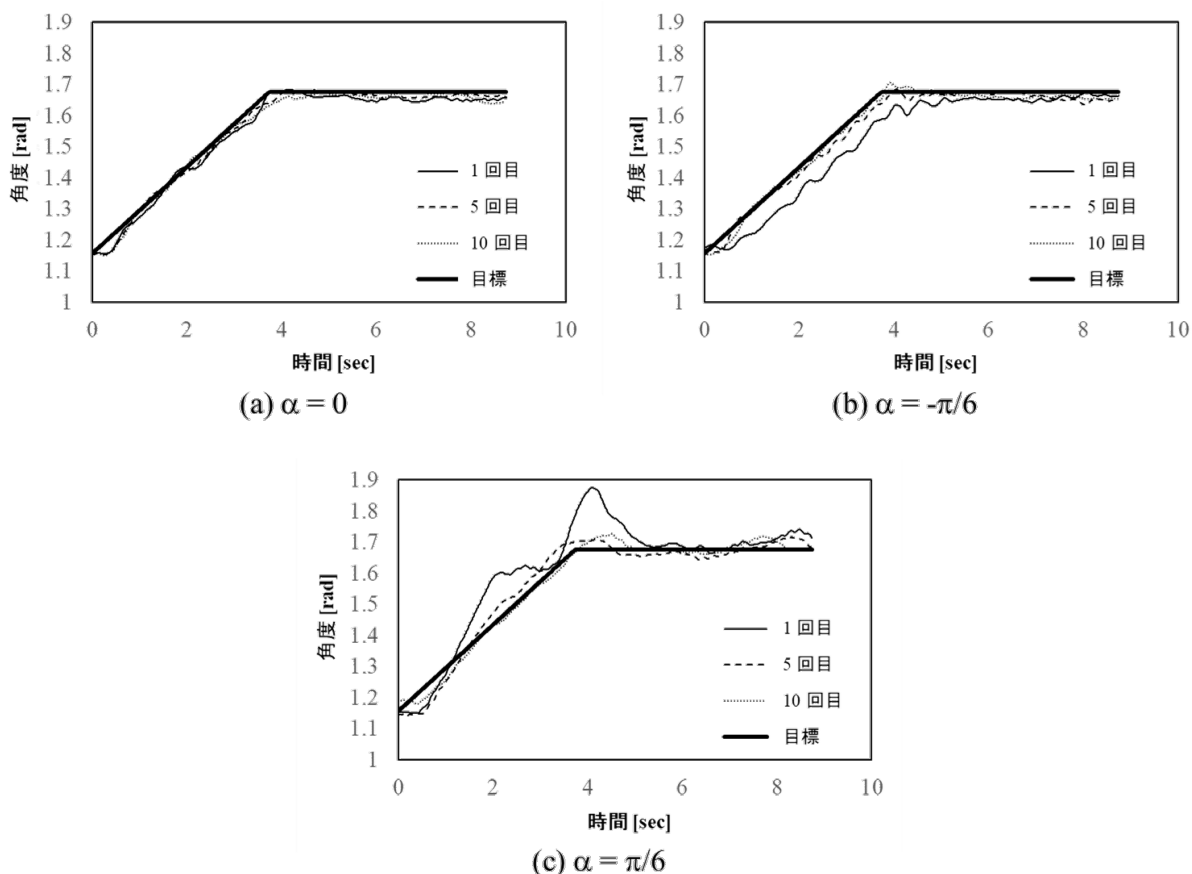 1.9
1.8
1.7
1.6
1.5
1.4
1.3
1.2
1.1
1
角度 [rad]
1 回目
5 回目
10 回目
目標
0 2 4 6 8 10
時間 [sec]
(a) α = 0
1.9
1.8
1.7
1.6
1.5
1.4
1.3
1.2
1.1
1
角度 [rad]
1 回目
5 回目
10 回目
目標
0 2 4 6 8 10
時間 [sec]
(b) α = -π/6
1.9
1.8
1.7
1.6
1.5
1.4
1.3
1.2
1.1
1
角度 [rad]
1 回目
5 回目
10 回目
目標
0 2 4 6 8 10
時間 [sec]
(c) α = π/6